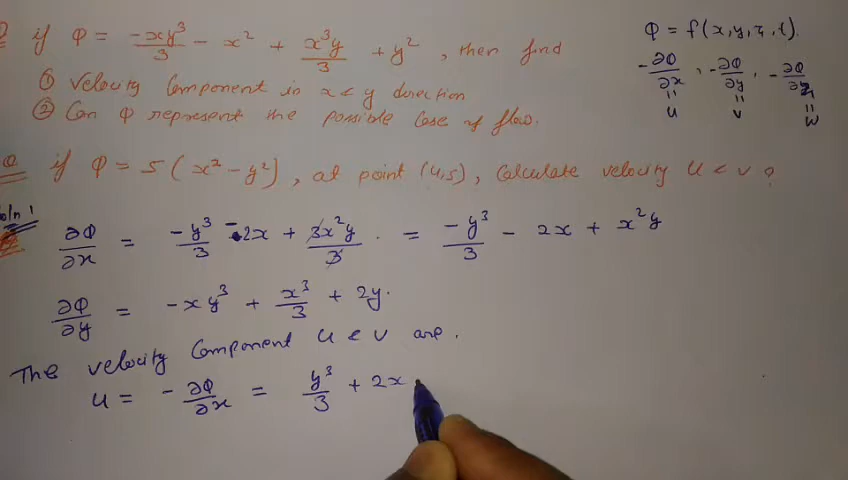 Q if Φ = -xy³/3 - x² + x³y/3 + y², then find
① Velocity Component in x & y direction
② Can Φ represent the possible case of flow.
Φ = f(x, y, z, t).
-∂Φ/∂x, -∂Φ/∂y, -∂Φ/∂z
= = =
u v w
Q if Φ = 5(x² - y²), at point (4,5), calculate velocity u & v ?
Soln 1
∂Φ/∂x = -y³/3 - 2x + 3x²y/3 . = -y³/3 - 2x + x²y
∂Φ/∂y = -xy³ + x³/3 + 2y.
The velocity Component u & v are.
u = -∂Φ/∂x = y³/3 + 2x